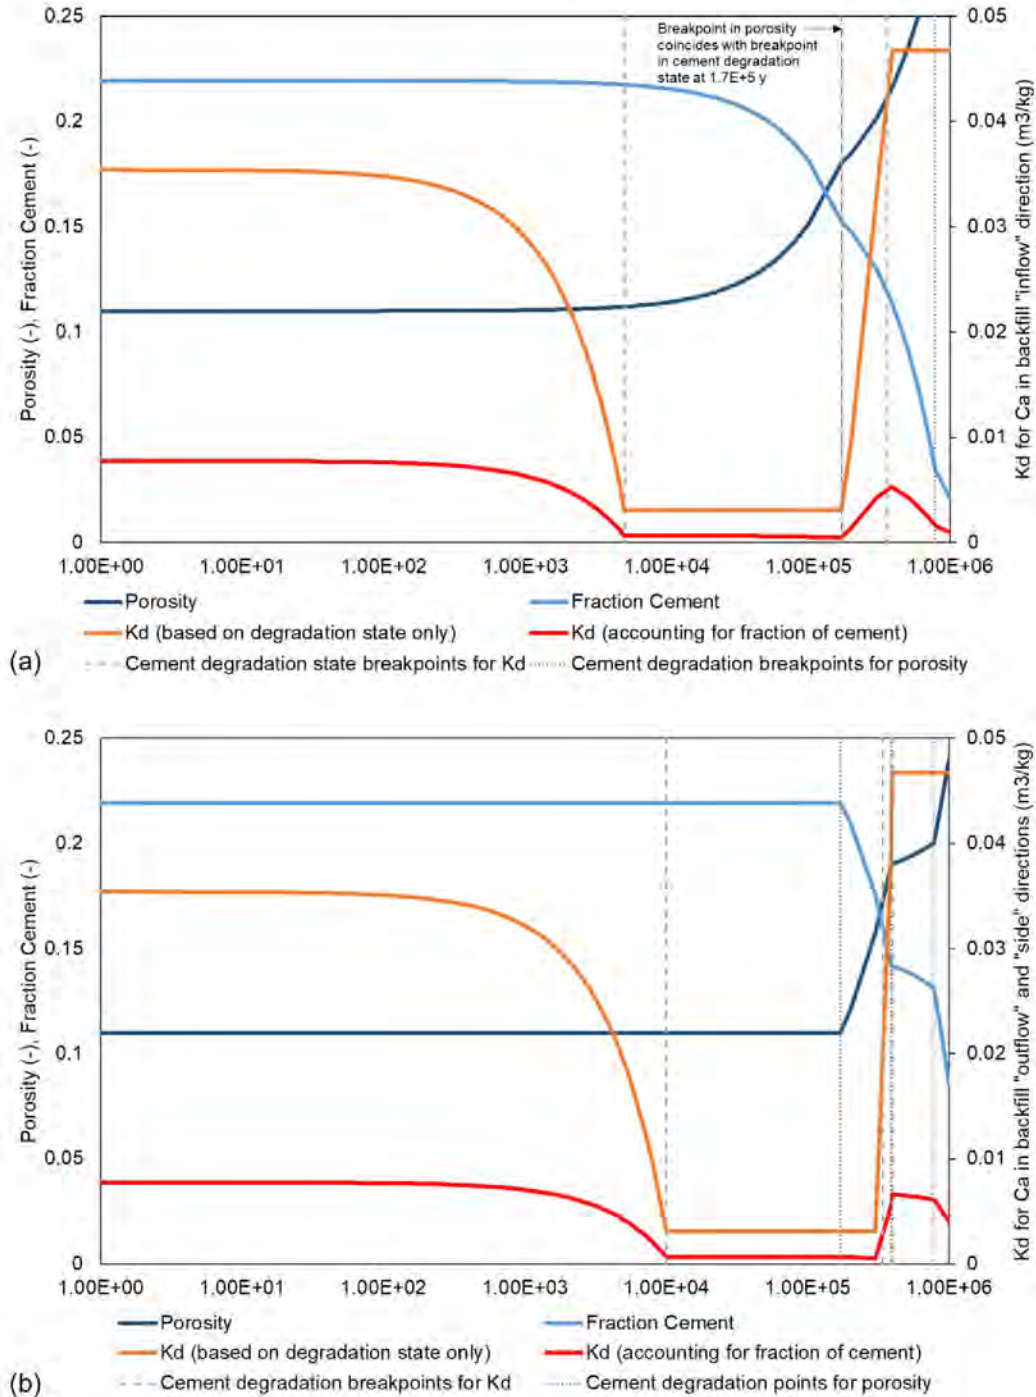 0.25
0.2
0.15
0.1
0.05
0
Porosity (-), Fraction Cement (-)
Breakpoint in porosity
coincides with breakpoint
in cement degradation
state at 1.7E+5 y
0.05
0.04
0.03
0.02
0.01
0
Kd for Ca in backfill "inflow" direction (m3/kg)
1.00E+00 1.00E+01 1.00E+02 1.00E+03 1.00E+04 1.00E+05 1.00E+06
Porosity Fraction Cement
Kd (based on degradation state only) Kd (accounting for fraction of cement)
Cement degradation state breakpoints for Kd Cement degradation breakpoints for porosity
(a)
0.25
0.2
0.15
0.1
0.05
0
Porosity (-), Fraction Cement (-)
0.05
0.04
0.03
0.02
0.01
0
Kd for Ca in backfill "outflow" and "side" directions (m3/kg)
1.00E+00 1.00E+01 1.00E+02 1.00E+03 1.00E+04 1.00E+05 1.00E+06
Porosity Fraction Cement
Kd (based on degradation state only) Kd (accounting for fraction of cement)
Cement degradation breakpoints for Kd Cement degradation points for porosity
(b)